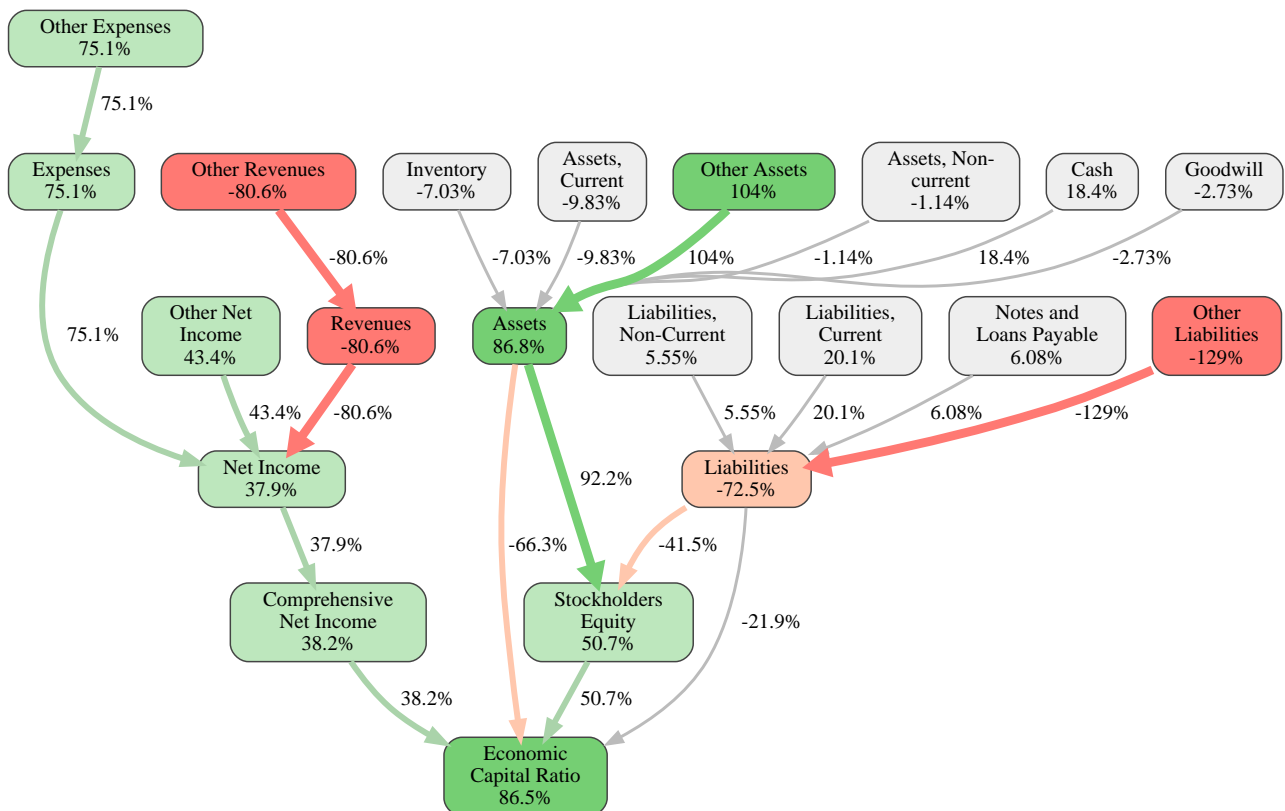 Other Expenses
75.1%
75.1%
Expenses
75.1%
Other Revenues
-80.6%
Inventory
-7.03%
Assets,
Current
-9.83%
Other Assets
104%
Assets, Non-
current
-1.14%
Cash
18.4%
Goodwill
-2.73%
-80.6%
-7.03%
-9.83%
104%
-1.14%
18.4%
-2.73%
75.1%
Other Net
Income
43.4%
Revenues
-80.6%
Assets
86.8%
Liabilities,
Non-Current
5.55%
Liabilities,
Current
20.1%
Notes and
Loans Payable
6.08%
Other
Liabilities
-129%
43.4%
-80.6%
5.55%
20.1%
6.08%
-129%
Net Income
37.9%
92.2%
Liabilities
-72.5%
37.9%
-66.3%
-41.5%
Comprehensive
Net Income
38.2%
Stockholders
Equity
50.7%
-21.9%
38.2%
50.7%
Economic
Capital Ratio
86.5%